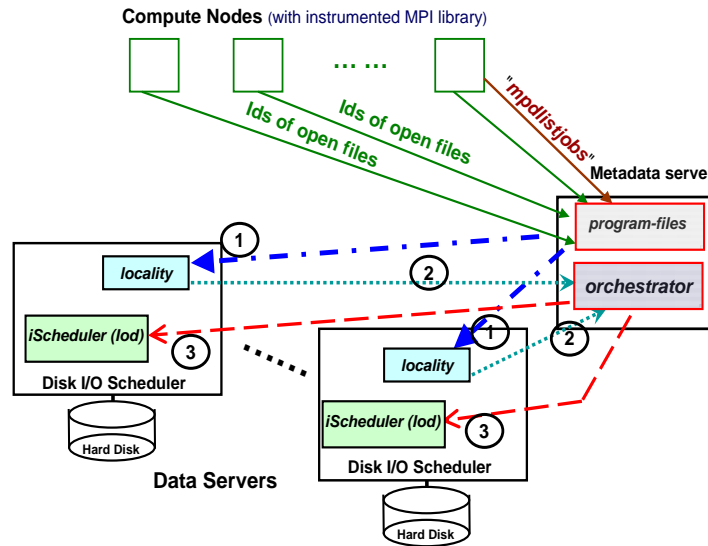 Compute Nodes (with instrumented MPI library)
... ...
Ids of open files
Ids of open files
"mpdlistjobs"
Metadata serve
program-files
orchestrator
1
locality
2
iScheduler (Iod)
3
Disk I/O Scheduler
Hard Disk
1
2
locality
iScheduler (Iod)
3
Disk I/O Scheduler
Hard Disk
Data Servers